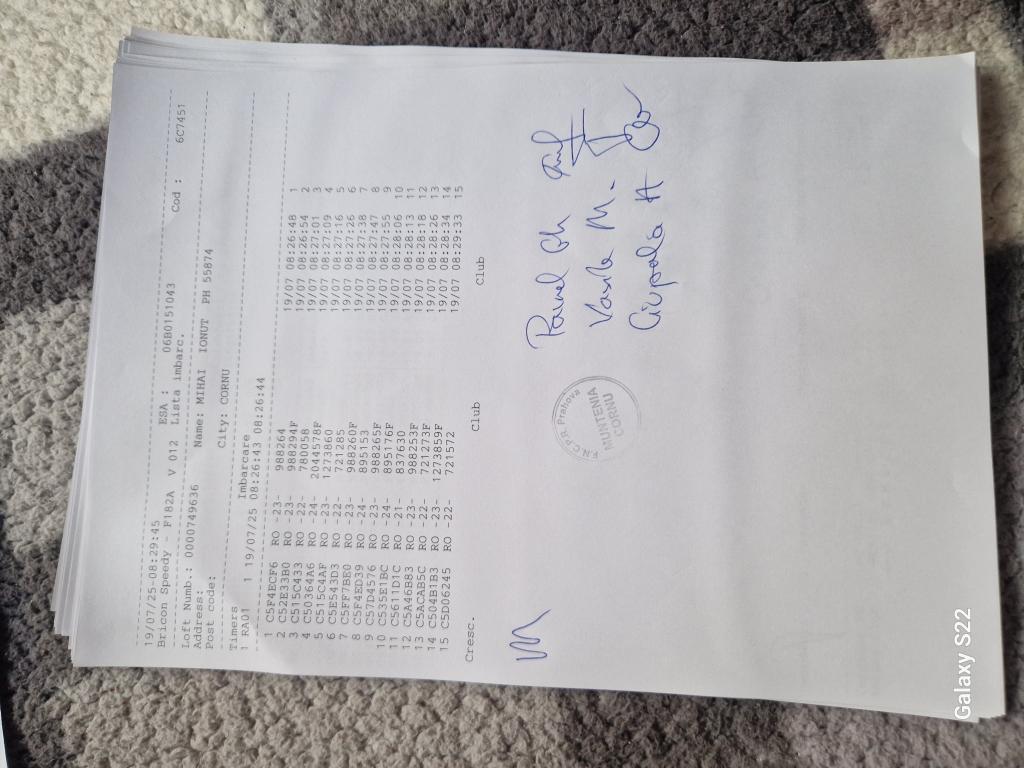 19/07/25-08:29:45
Bricon Speedy - F182A V 012 ESA : 06B0151043 Cod : 6C7451
Lista imbarc.
Loft Numb.: 0000749636 Name: MIHAI IONUT PH 55874
Address:
Post code: City: CORNU
Timers Imbarcare
1 RA01 1 19/07/25 08:26:43 08:26:44
1 C5F4ECF6 RO -23- 988264 19/07 08:26:48 1
2 C52E33B0 RO -23- 988294F 19/07 08:26:54 2
3 C515C433 RO -22- 780058 19/07 08:27:01 3
4 C50364A6 RO -24- 2044578F 19/07 08:27:09 4
5 C515C4AF RO -23- 1273860 19/07 08:27:16 5
6 C5E543D3 RO -22- 721285 19/07 08:27:26 6
7 C5FF7BE0 RO -23- 988260F 19/07 08:27:38 7
8 C5F4ED39 RO -24- 895153 19/07 08:27:47 8
9 C57D4576 RO -23- 988265F 19/07 08:27:55 9
10 C535E1BC RO -24- 895176F 19/07 08:28:06 10
11 C5611D1C RO -21- 837630 19/07 08:28:13 11
12 C5A46B83 RO -23- 988253F 19/07 08:28:18 12
13 C5ACAB5C RO -22- 721273F 19/07 08:28:26 13
14 C504B1B3 RO -23- 1273859F 19/07 08:28:34 14
15 C5D06245 RO -22- 721572 19/07 08:29:33 15
Cresc. Club Club
Pavel Gh
Vasile M.
F.N.C.P.R. Prahova
MUNTENIA
CORNU
Galaxy S22